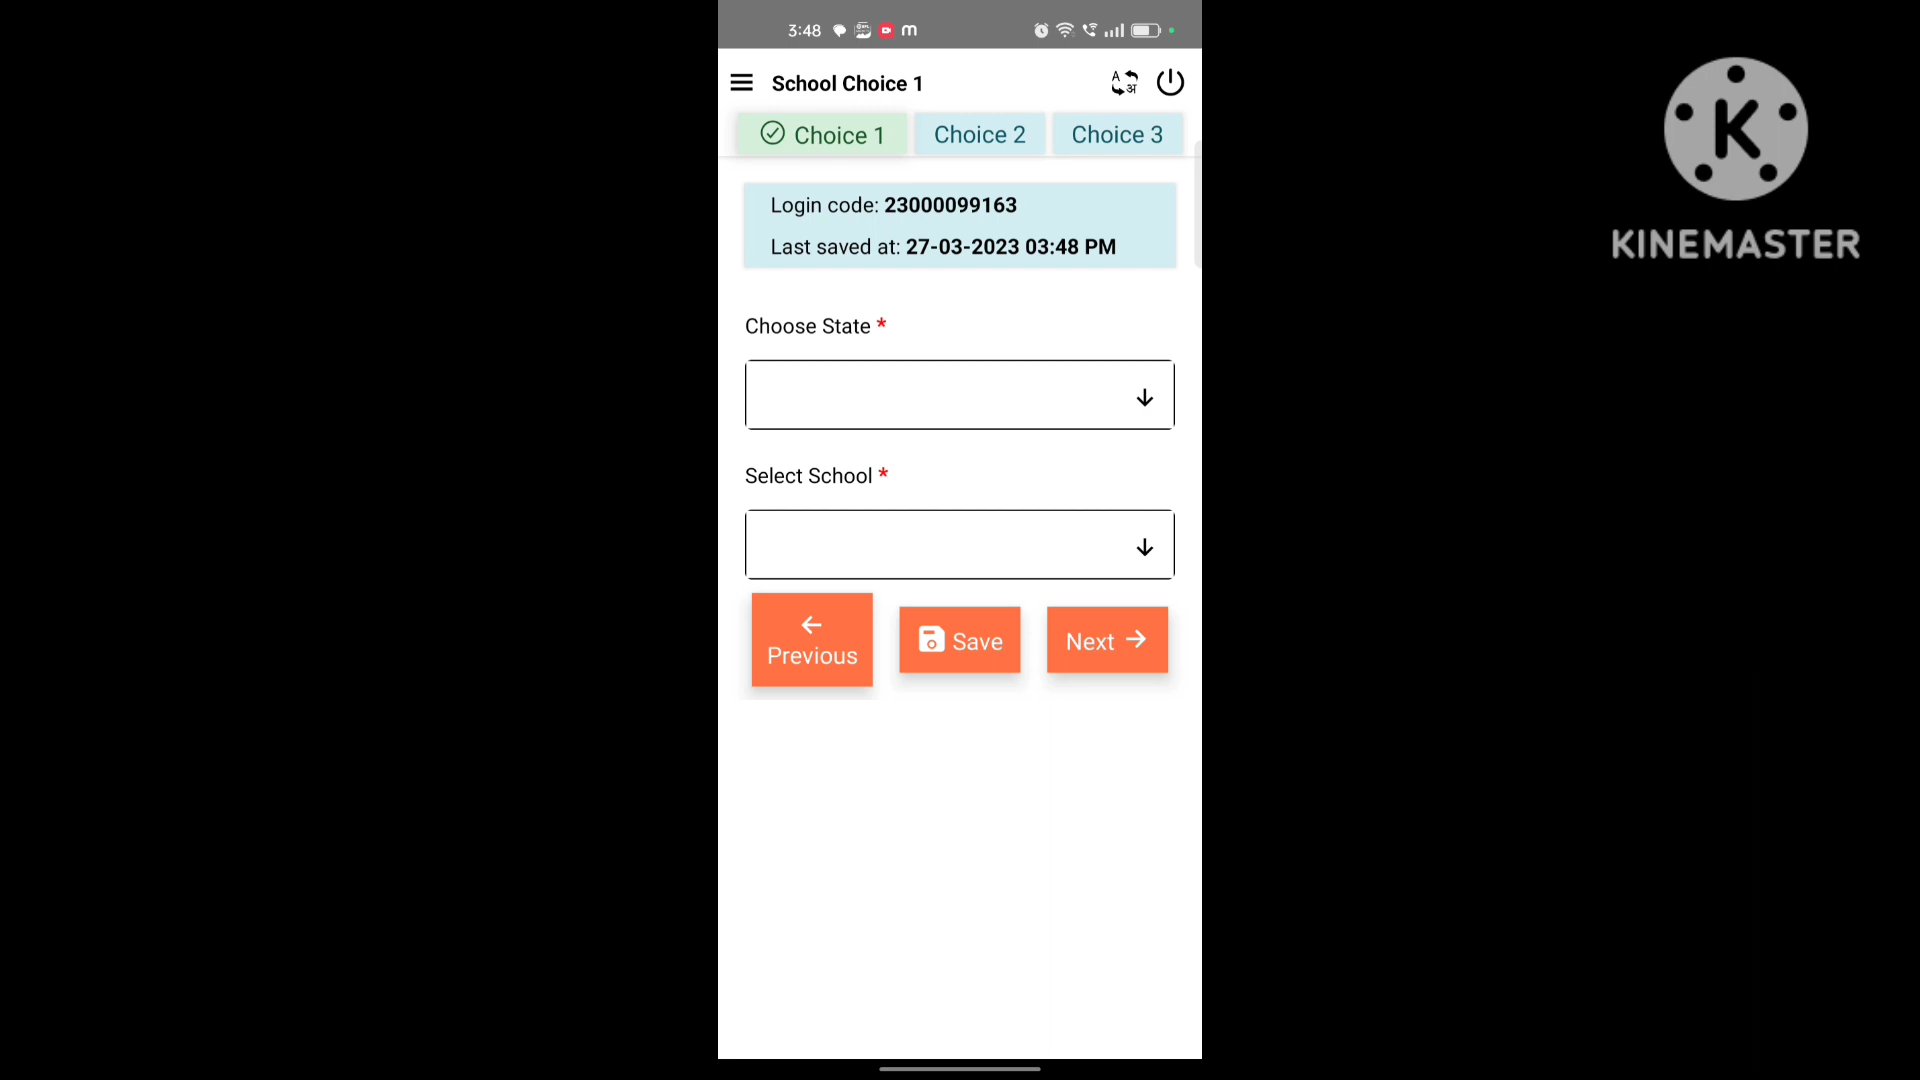 3:48
School Choice 1
Choice 1 Choice 2 Choice 3
Login code: 23000099163
Last saved at: 27-03-2023 03:48 PM
Choose State *
Select School *
Previous Save Next
K
KINEMASTER